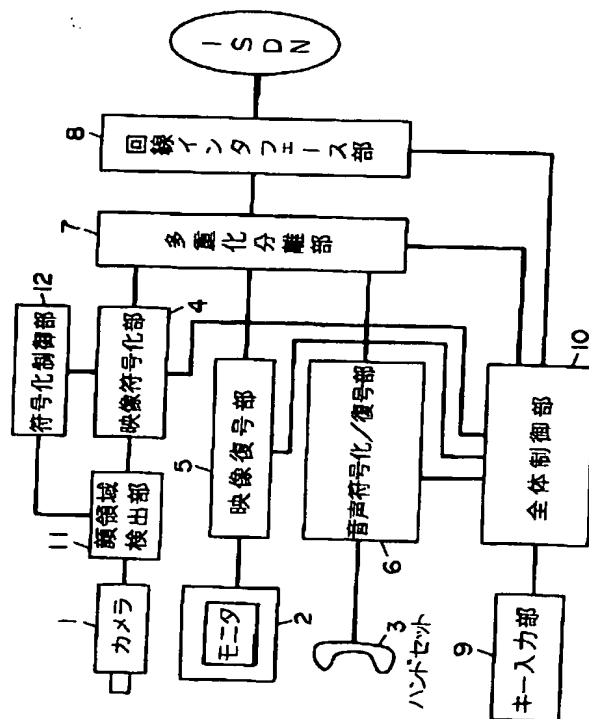 1
カメラ
11
顔領域
検出部
12
符号化制御部
4
映像符号化部
7
多重化分離部
8
回線インタフェース部
ISDN
2
モニタ
5
映像復号部
3
ハンドセット
6
音声符号化/復号部
9
キー入力部
10
全体制御部